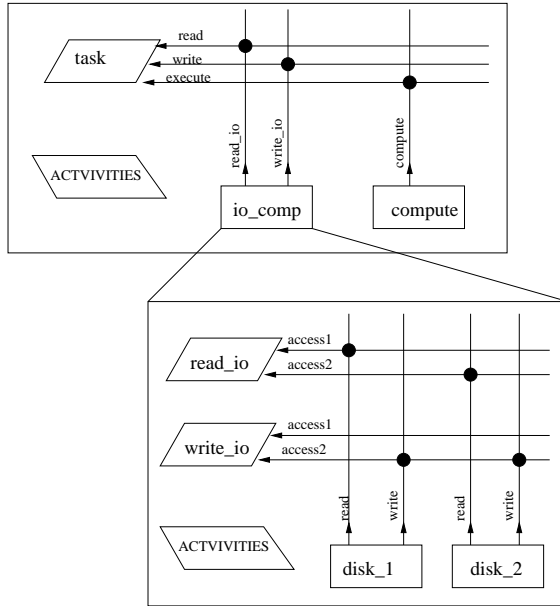 read
task
write
execute
read_io
write_io
compute
ACTVIVITIES
io_comp
compute
access1
read_io
access2
access1
write_io
access2
read
write
read
write
ACTVIVITIES
disk_1
disk_2